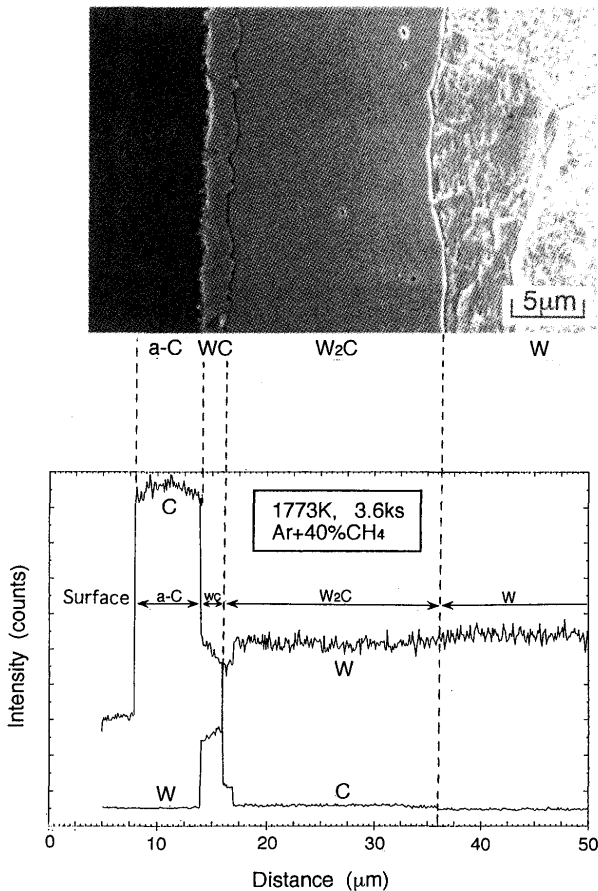 5μm
a-C WC W2C W
1773K, 3.6ks
Ar+40%CH4
C
Surface a-C WC W2C W
W
W C
Intensity (counts)
0 10 20 30 40 50
Distance (μm)